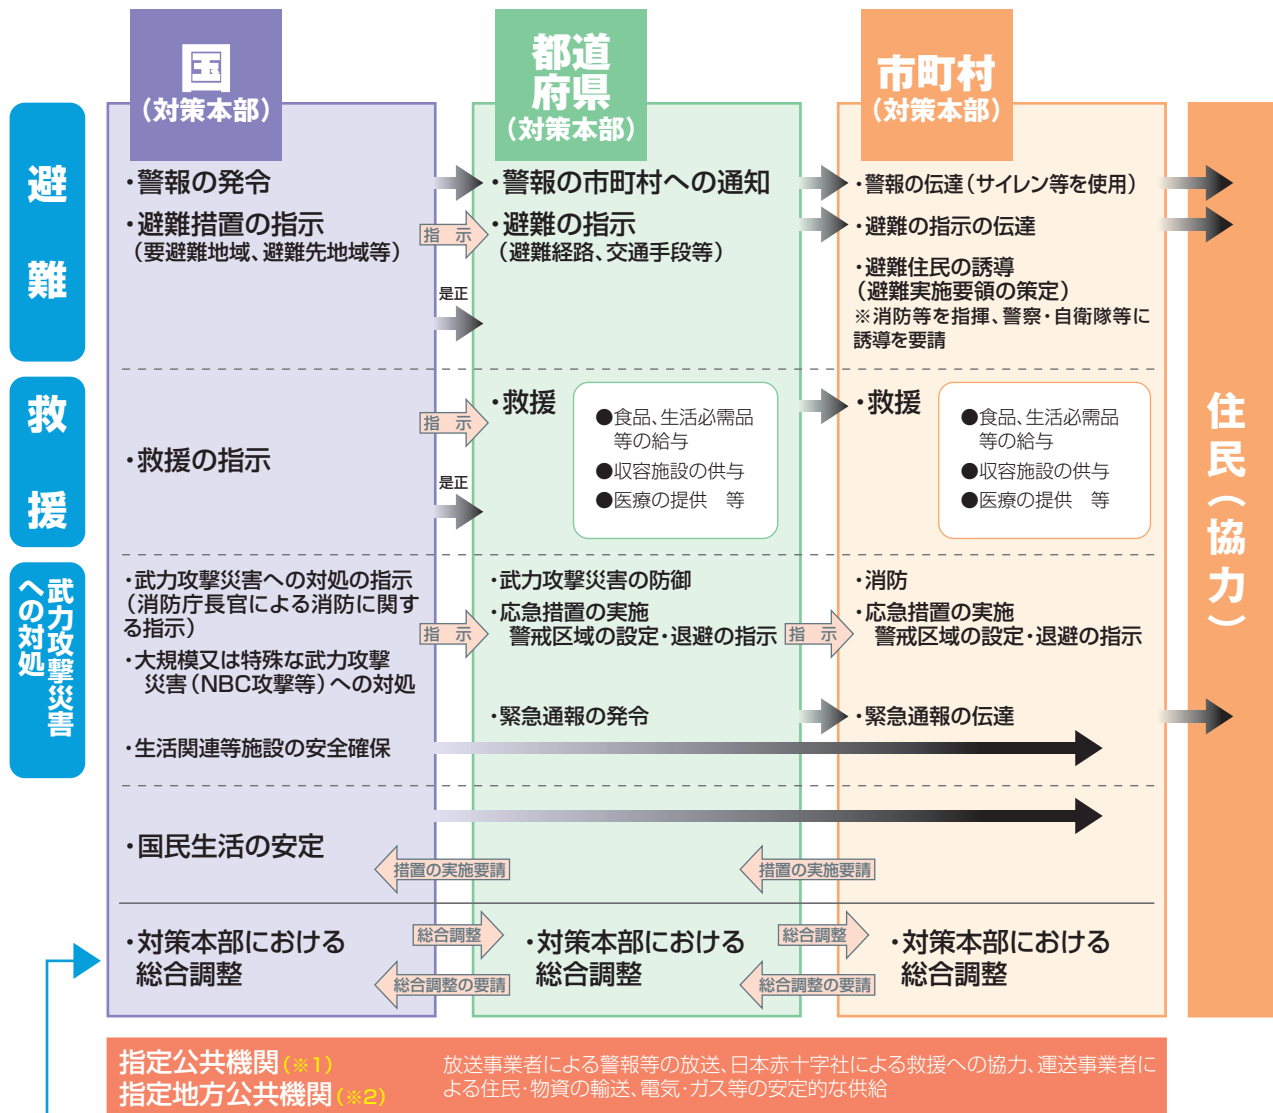 国
（対策本部）
都道
府県
（対策本部）
市町村
（対策本部）
避難
・警報の発令
・警報の市町村への通知
・警報の伝達（サイレン等を使用）
・避難措置の指示
（要避難地域、避難先地域等）
指　示
・避難の指示
（避難経路、交通手段等）
・避難の指示の伝達
・避難住民の誘導
（避難実施要領の策定）
※消防等を指揮、警察・自衛隊等に
誘導を要請
是正
救援
・救援の指示
指　示
是正
・救援
●食品、生活必需品
等の給与
●収容施設の供与
●医療の提供　等
・救援
●食品、生活必需品
等の給与
●収容施設の供与
●医療の提供　等
住民（協力）
武力攻撃災害
への対処
・武力攻撃災害への対処の指示
（消防庁長官による消防に関す
る指示）
・大規模又は特殊な武力攻撃
災害（NBC攻撃等）への対処
指　示
・武力攻撃災害の防御
・応急措置の実施
警戒区域の設定・退避の指示
指　示
・消防
・応急措置の実施
警戒区域の設定・退避の指示
・緊急通報の発令
・緊急通報の伝達
・生活関連等施設の安全確保
・国民生活の安定
措置の実施要請
措置の実施要請
・対策本部における
総合調整
総合調整
総合調整の要請
・対策本部における
総合調整
総合調整
総合調整の要請
・対策本部における
総合調整
指定公共機関（※1）
指定地方公共機関（※2）
放送事業者による警報等の放送、日本赤十字社による救援への協力、運送事業者に
よる住民・物資の輸送、電気・ガス等の安定的な供給